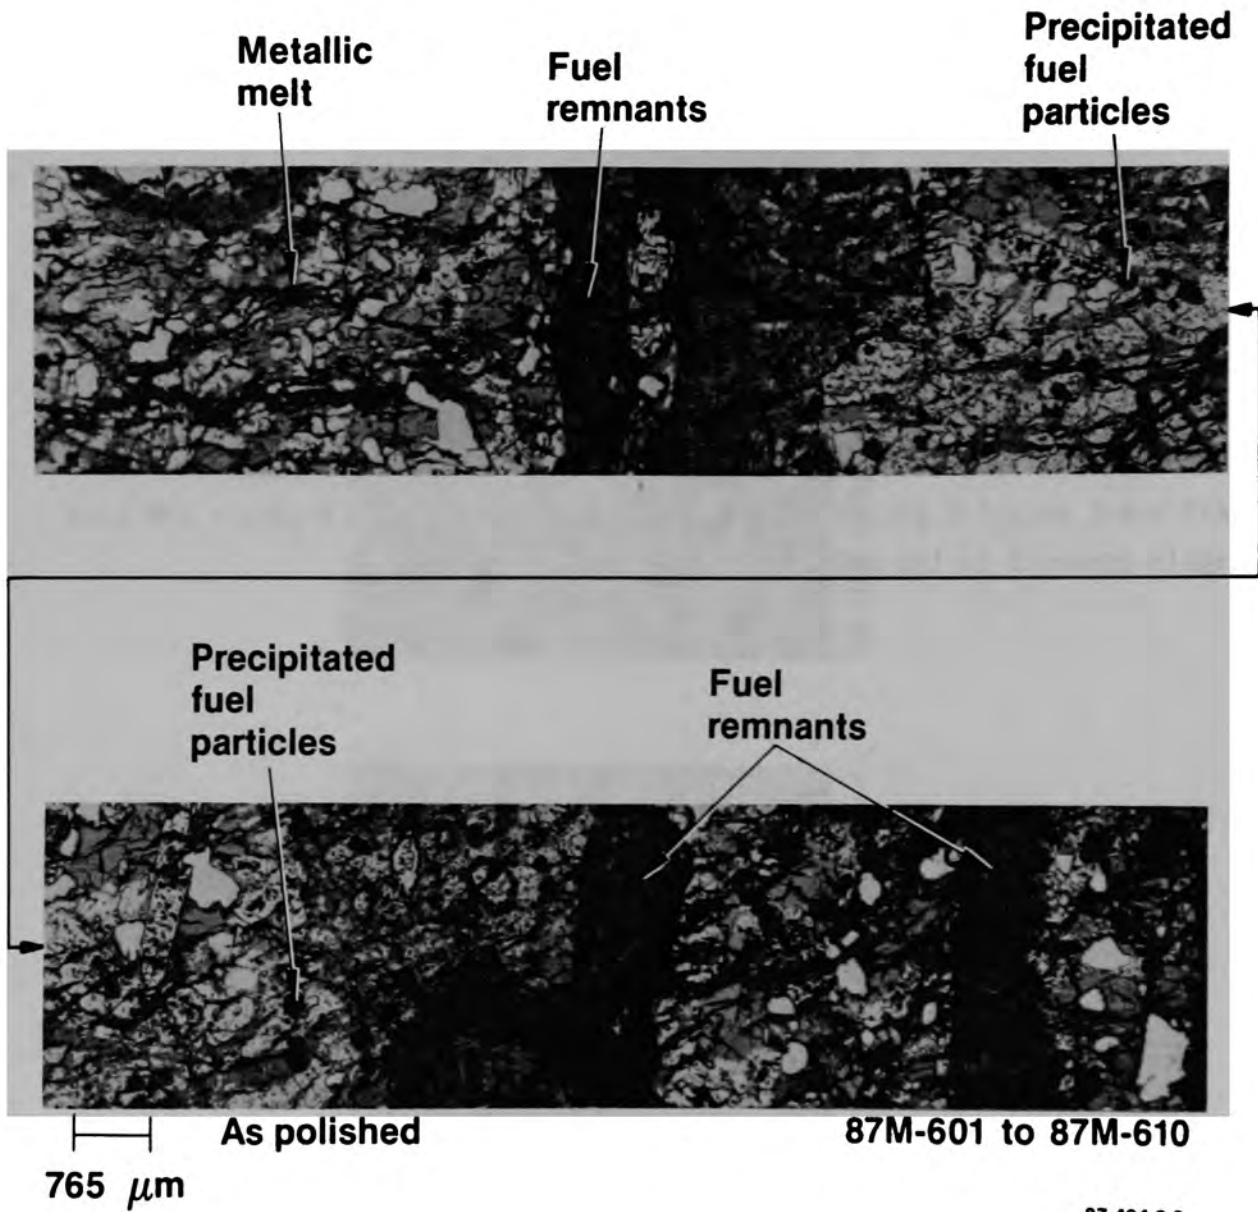 Metallic
melt
Fuel
remnants
Precipitated
fuel
particles
Precipitated
fuel
particles
Fuel
remnants
As polished
87M-601 to 87M-610
765 μm